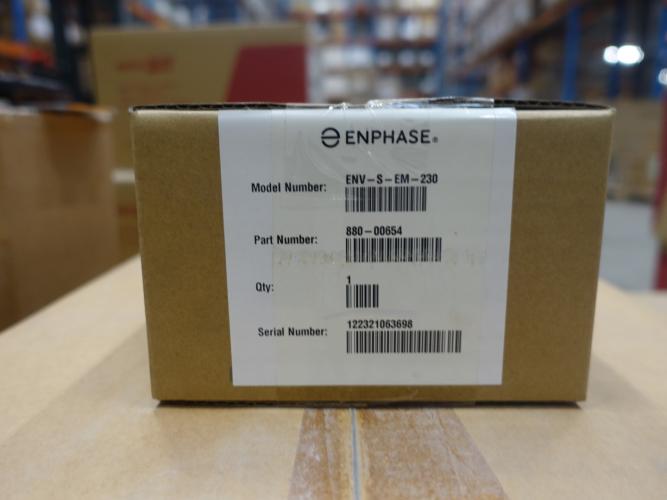 ENPHASE®
Model Number: ENV-S-EM-230
Part Number: 880-00654
Qty: 1
Serial Number: 122321063698